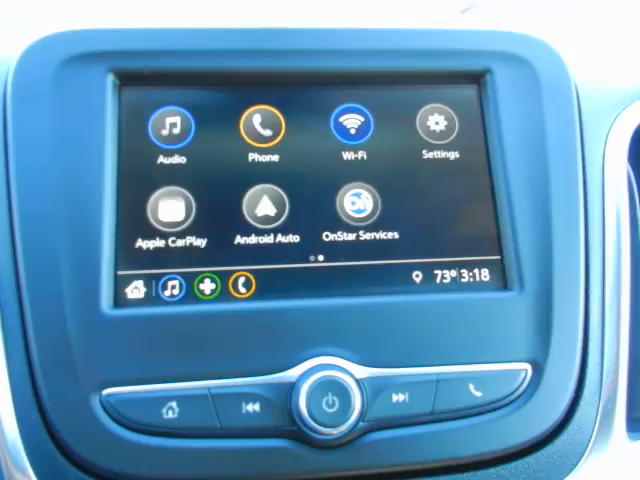 Audio Phone Wi-Fi Settings
Apple CarPlay Android Auto OnStar Services
73° 3:18